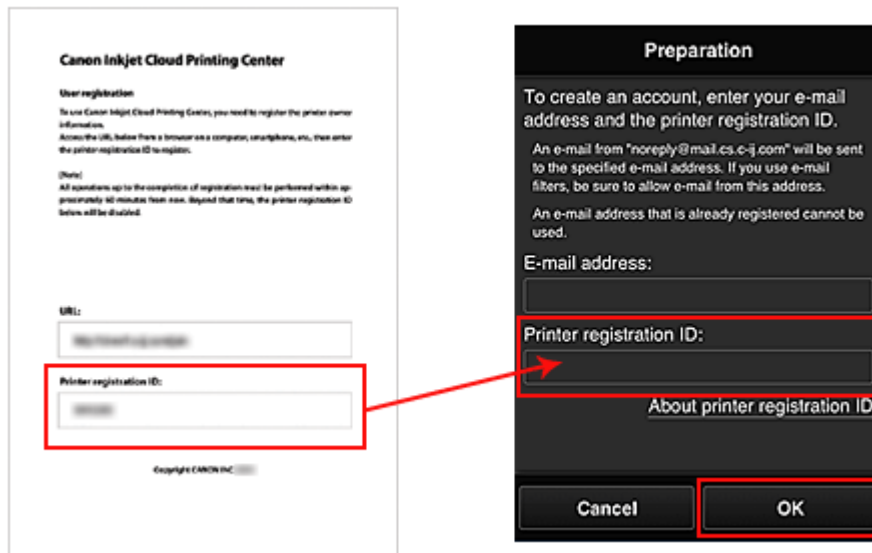 Canon Inkjet Cloud Printing Center
User registration
To use Canon Inkjet Cloud Printing Center, you need to register the printer owner
information.
Access the URL below from a browser on a computer, smartphone, etc., then enter
the printer registration ID to register.
[Note]
All operations up to the completion of registration must be performed within ap-
proximately 60 minutes from now. Beyond that time, the printer registration ID
below will be disabled.
URL:
Printer registration ID:
Copyright CANON INC
Preparation
To create an account, enter your e-mail
address and the printer registration ID.
An e-mail from "noreply@mail.cs.c-ij.com" will be sent
to the specified e-mail address. If you use e-mail
filters, be sure to allow e-mail from this address.
An e-mail address that is already registered cannot be
used.
E-mail address:
Printer registration ID:
About printer registration ID
Cancel
OK